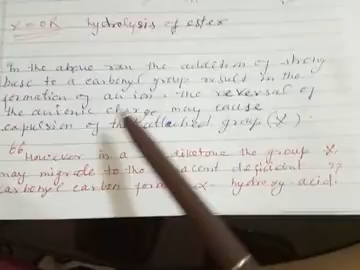 X = OR hydrolysis of ester
In the above rxn the addition of strong
base to a carbonyl group result in the
formation of anion. The reversal of
the anionic charge may cause
expulsion of the attached group (X).
"However in a diketone the group X
may migrate to the adjacent deficient
carbonyl carbon form α- hydroxy acid.